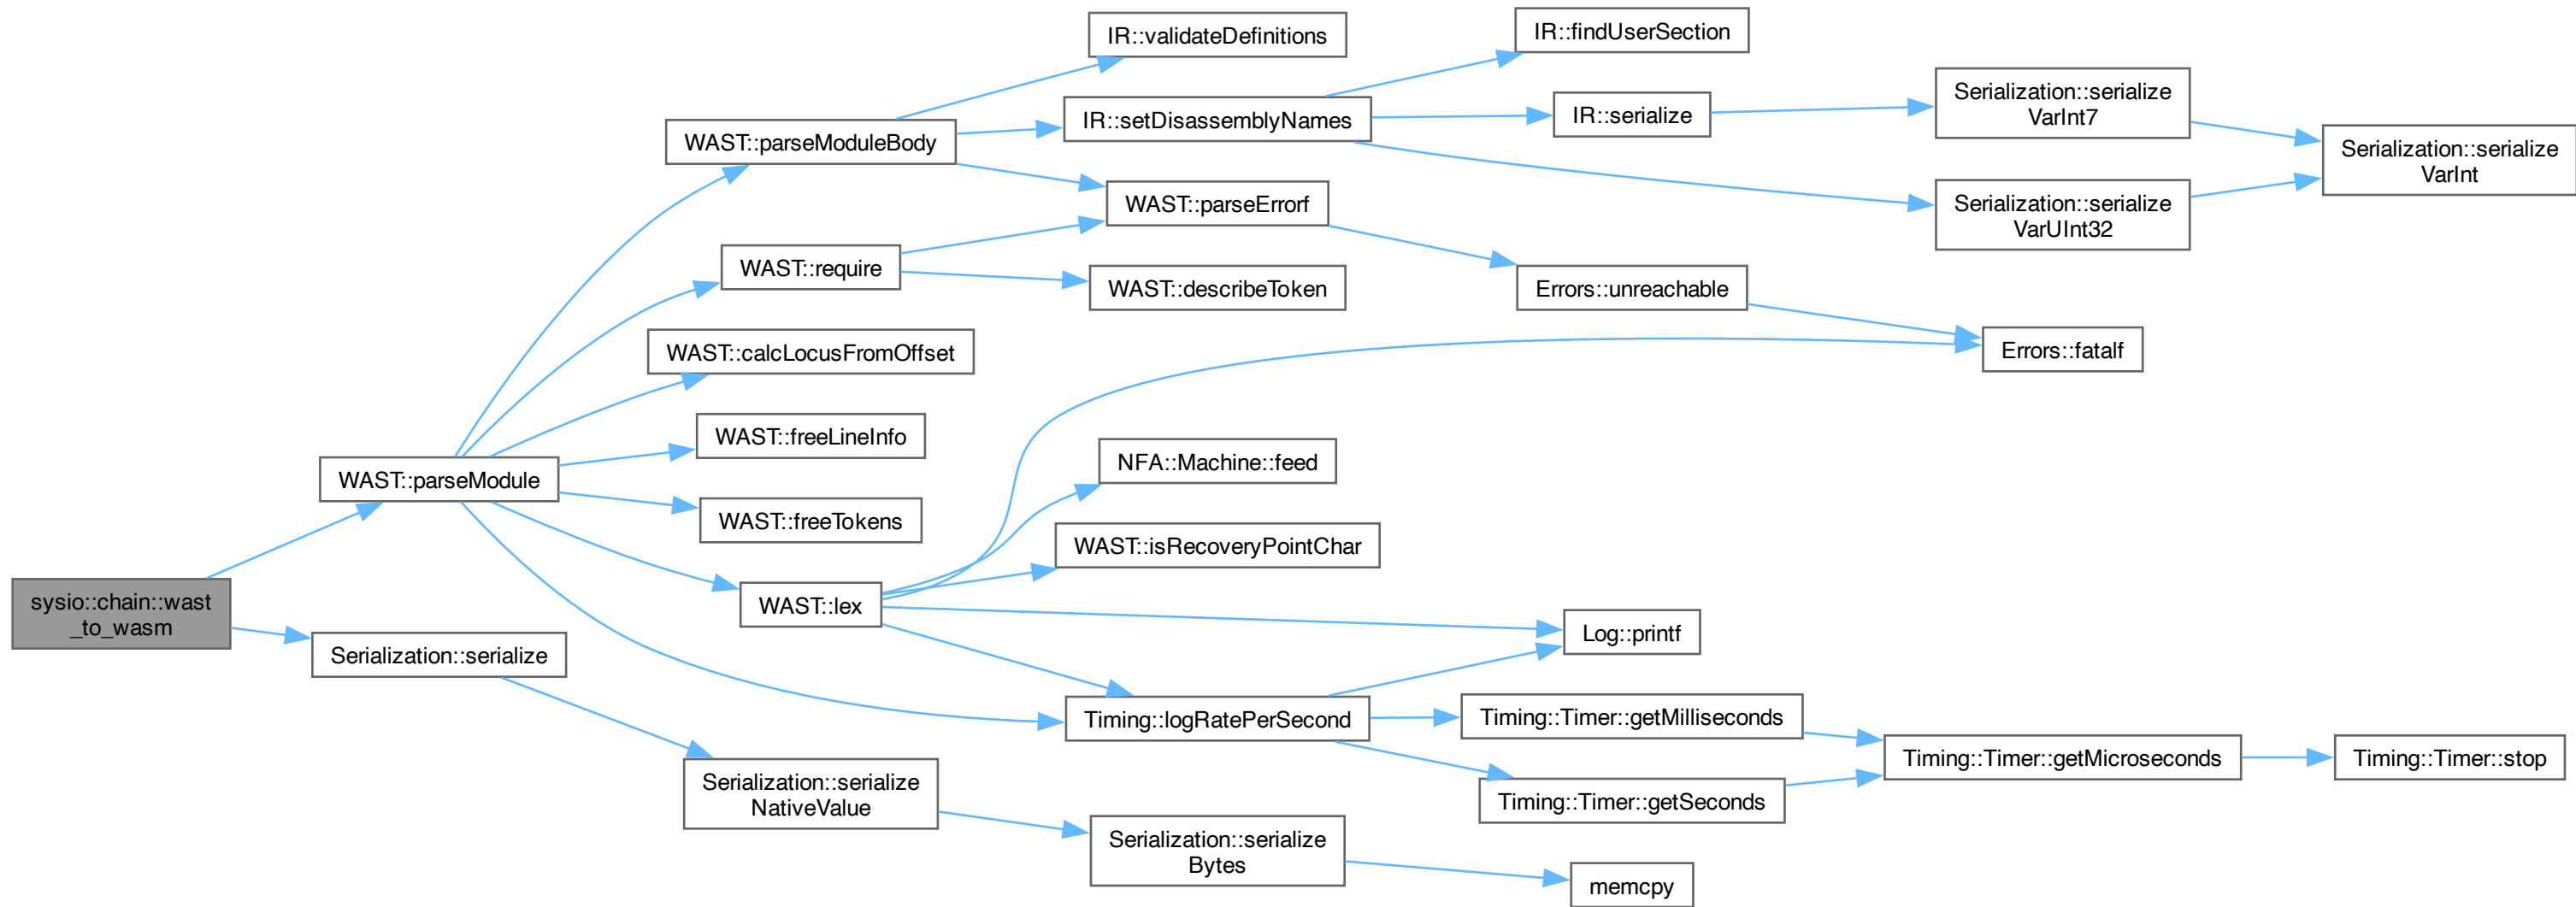 sysio::chain::wast
_to_wasm
WAST::parseModule
Serialization::serialize
WAST::parseModuleBody
WAST::require
WAST::calcLocusFromOffset
WAST::freeLineInfo
WAST::freeTokens
WAST::lex
Serialization::serialize
NativeValue
IR::validateDefinitions
IR::setDisassemblyNames
WAST::parseErrorf
WAST::describeToken
NFA::Machine::feed
WAST::isRecoveryPointChar
Timing::logRatePerSecond
Serialization::serialize
Bytes
IR::findUserSection
IR::serialize
Errors::unreachable
Log::printf
Timing::Timer::getMilliseconds
Timing::Timer::getSeconds
memcpy
Serialization::serialize
VarInt7
Serialization::serialize
VarUInt32
Errors::fatalf
Timing::Timer::getMicroseconds
Serialization::serialize
VarInt
Timing::Timer::stop